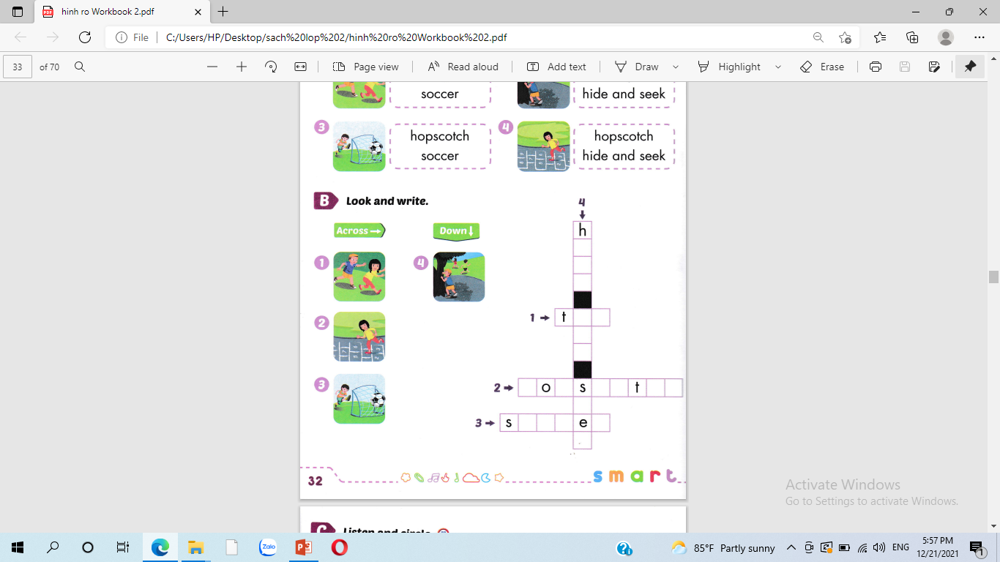 hinh ro Workbook 2.pdf
File C:/Users/HP/Desktop/sach%20lop%202/hinh%20ro%20Workbook%202.pdf
33 of 70 Page view Read aloud Add text Draw Highlight Erase
soccer hide and seek
3 hopscotch 4 hopscotch
soccer hide and seek
B Look and write.
4
Across Down
h
1 4
1 t
2
2 o s t
3
3 s e
32 smart
Activate Windows
Go to Settings to activate Windows.
C Listen and circle.
Zalo 85°F Partly sunny ENG 5:57 PM
12/21/2021 1